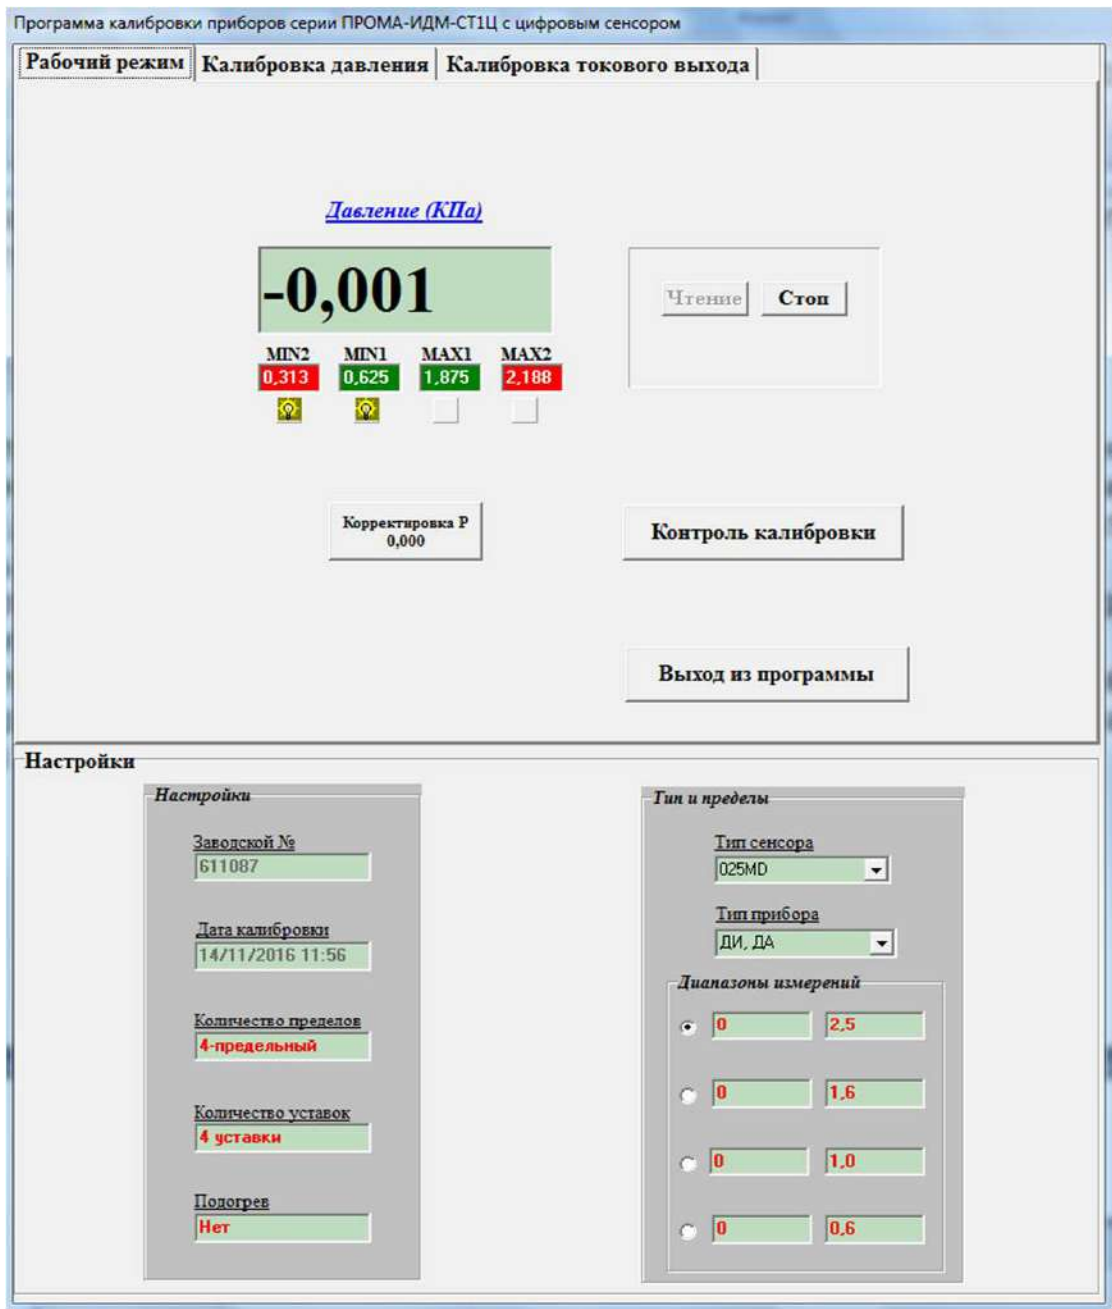 Программа калибровки приборов серии ПРОМА-ИДМ-СТ1Ц с цифровым сенсором
Рабочий режим Калибровка давления Калибровка токового выхода
Давление (КПа)
-0,001
Чтение Стоп
MIN2 MIN1 MAX1 MAX2
0,313 0,625 1,875 2,188
Корректировка Р
0,000
Контроль калибровки
Выход из программы
Настройки
Настройки
Заводской №
611087
Дата калибровки
14/11/2016 11:56
Количество пределов
4-предельный
Количество уставок
4 уставки
Подогрев
Нет
Тип и пределы
Тип сенсора
025MD
Тип прибора
ДИ, ДА
Диапазоны измерений
0 2,5
0 1,6
0 1,0
0 0,6